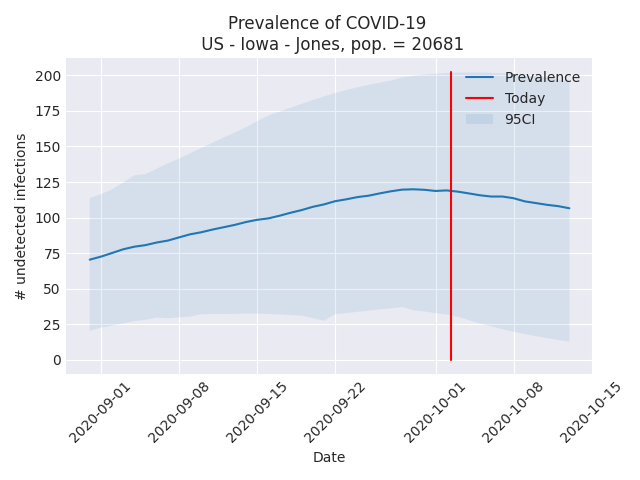 Prevalence of COVID-19
US - Iowa - Jones, pop. = 20681
200
175
150
125
100
75
50
25
0
# undetected infections
Prevalence
Today
95CI
2020-09-01
2020-09-08
2020-09-15
2020-09-22
2020-10-01
2020-10-08
2020-10-15
Date